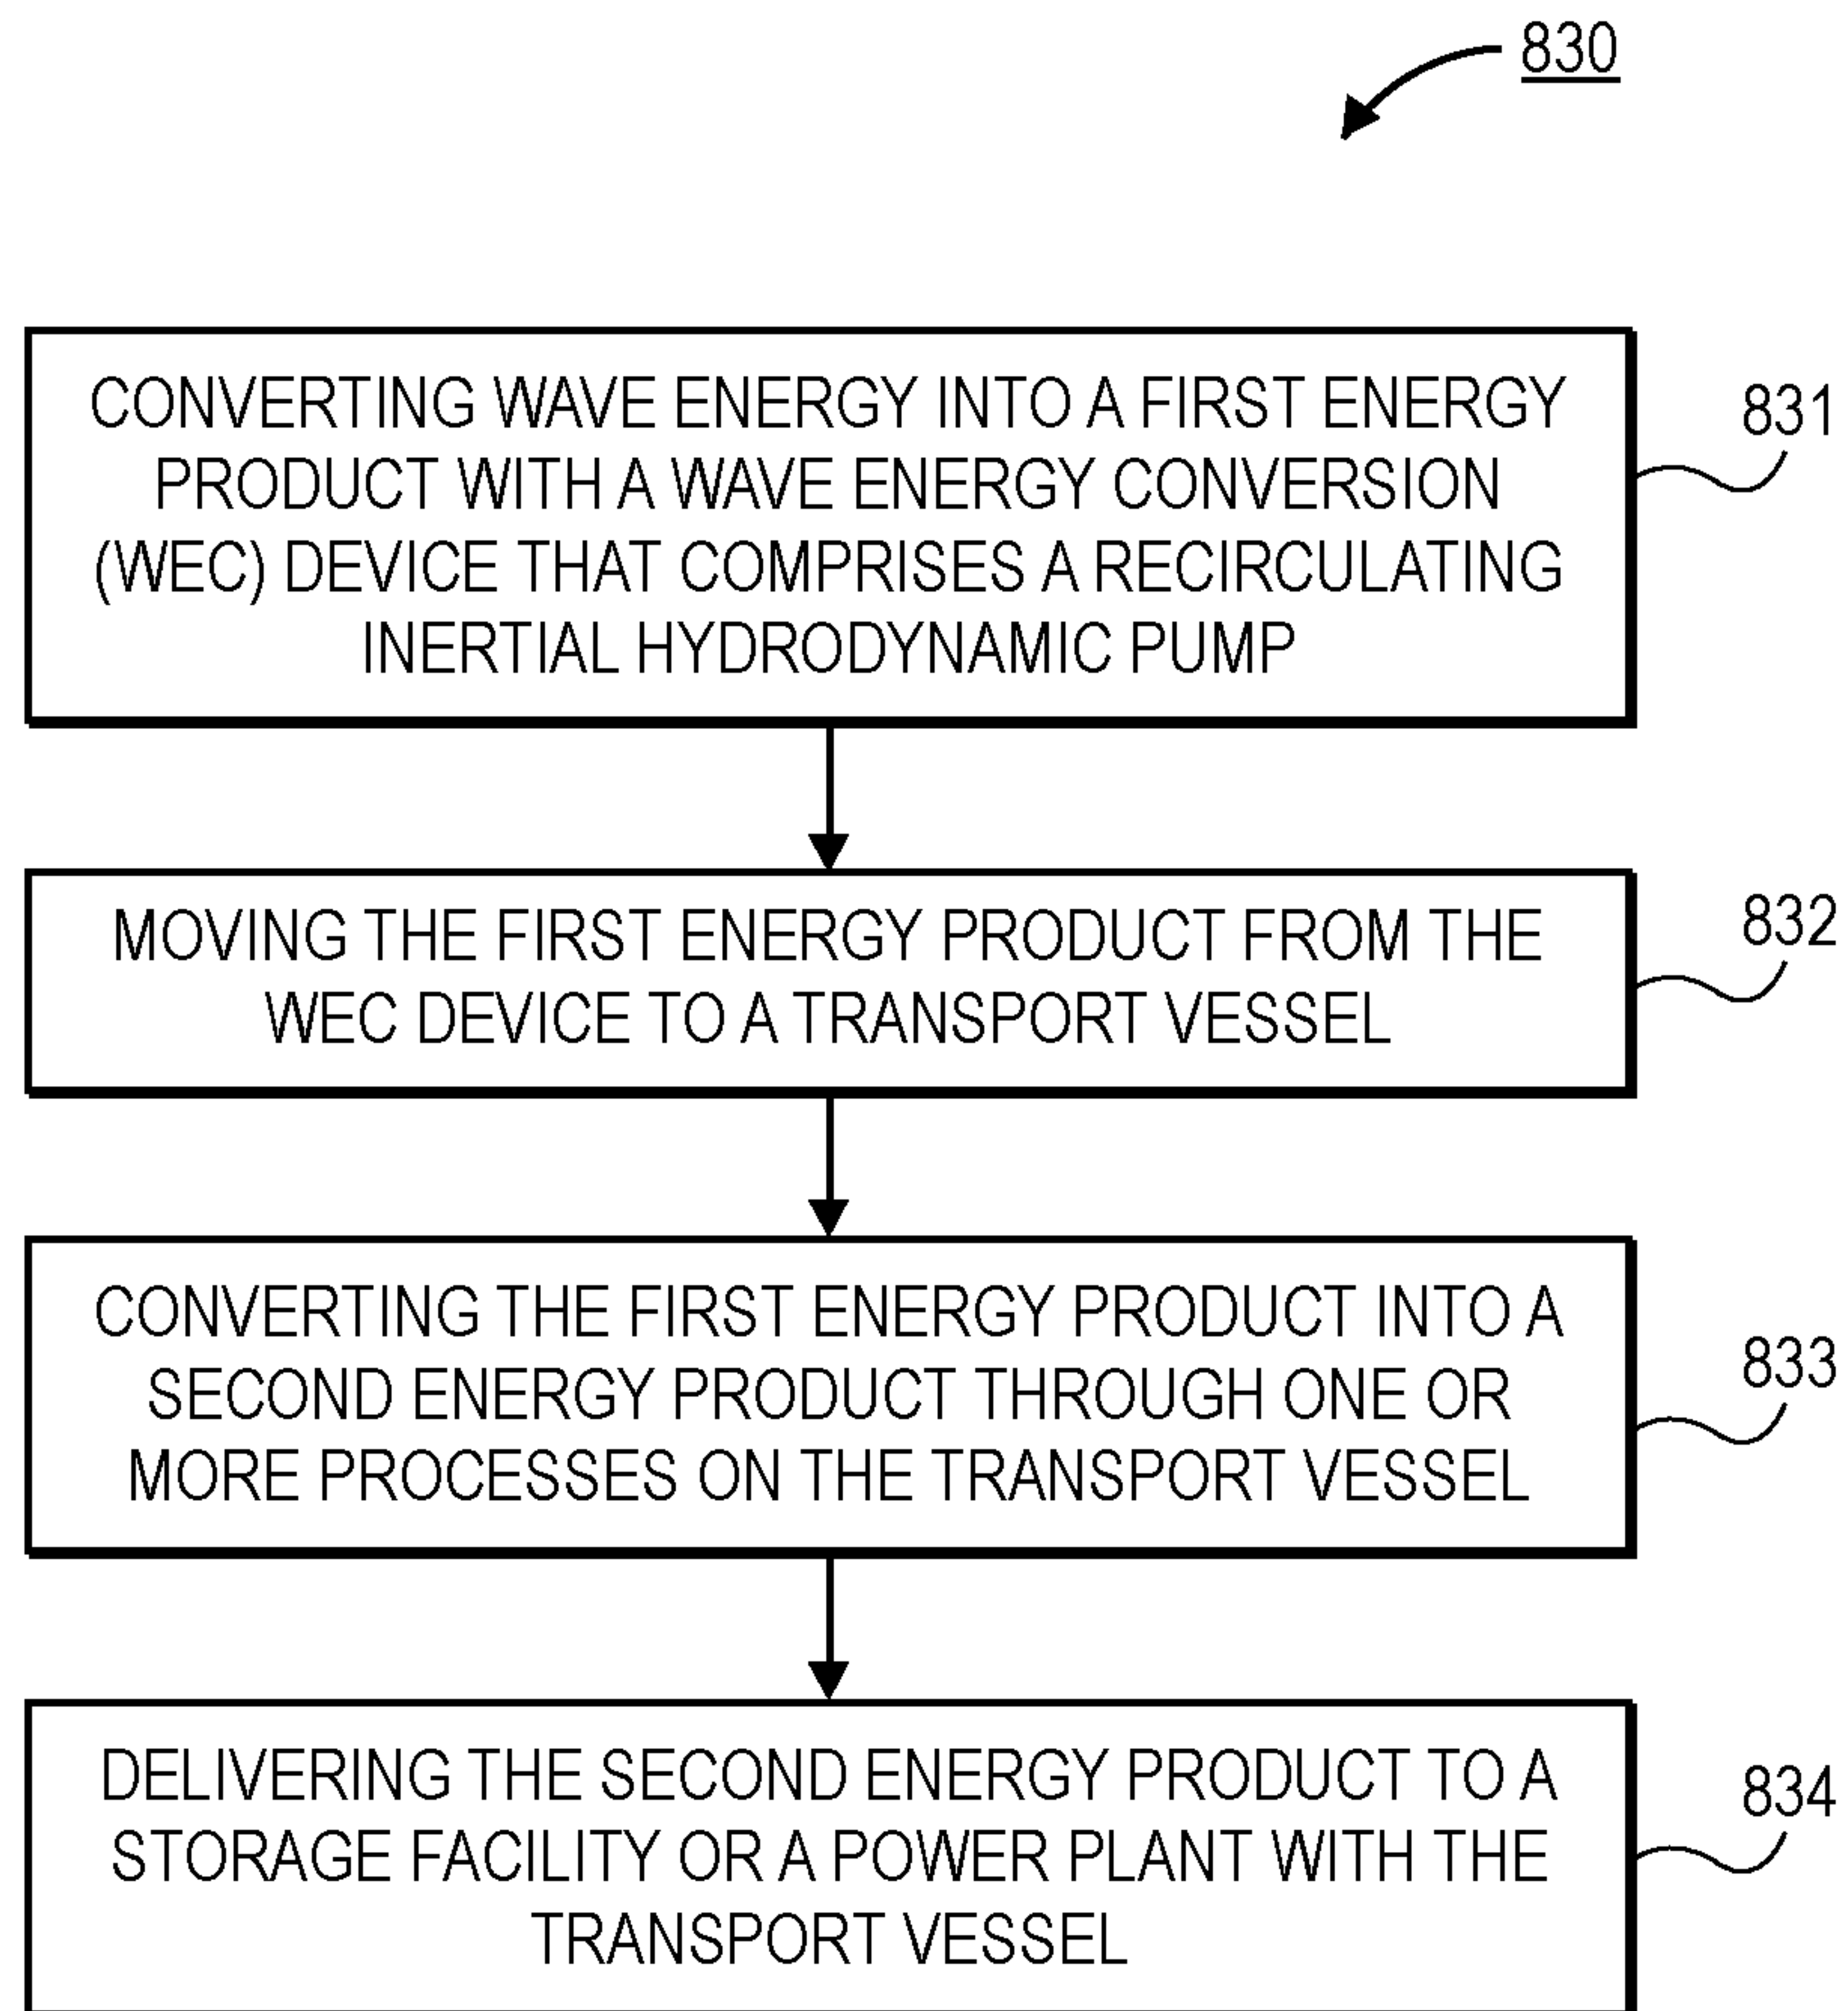 830
CONVERTING WAVE ENERGY INTO A FIRST ENERGY
PRODUCT WITH A WAVE ENERGY CONVERSION
(WEC) DEVICE THAT COMPRISES A RECIRCULATING
INERTIAL HYDRODYNAMIC PUMP
831
MOVING THE FIRST ENERGY PRODUCT FROM THE
WEC DEVICE TO A TRANSPORT VESSEL
832
CONVERTING THE FIRST ENERGY PRODUCT INTO A
SECOND ENERGY PRODUCT THROUGH ONE OR
MORE PROCESSES ON THE TRANSPORT VESSEL
833
DELIVERING THE SECOND ENERGY PRODUCT TO A
STORAGE FACILITY OR A POWER PLANT WITH THE
TRANSPORT VESSEL
834